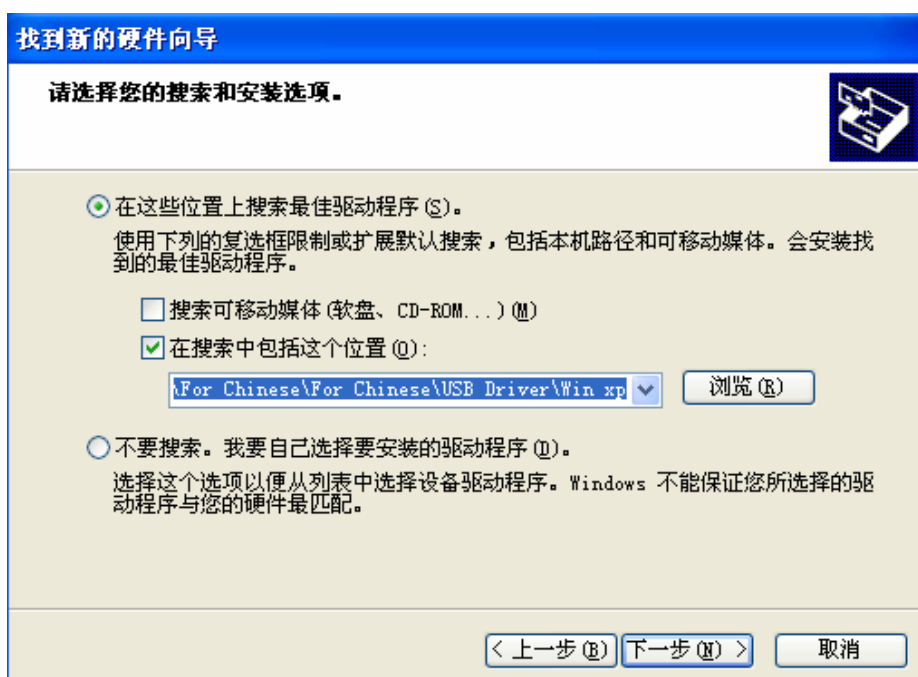 找到新的硬件向导
请选择您的搜索和安装选项。
在这些位置上搜索最佳驱动程序(S)。
使用下列的复选框限制或扩展默认搜索，包括本机路径和可移动媒体。会安装找
到的最佳驱动程序。
搜索可移动媒体(软盘、CD-ROM...)(M)
在搜索中包括这个位置(O):
\For Chinese\For Chinese\USB Driver\Win xp
浏览(R)
不要搜索。我要自己选择要安装的驱动程序(D)。
选择这个选项以便从列表中选择设备驱动程序。Windows 不能保证您所选择的驱
动程序与您的硬件最匹配。
< 上一步(B) 下一步(N) > 取消